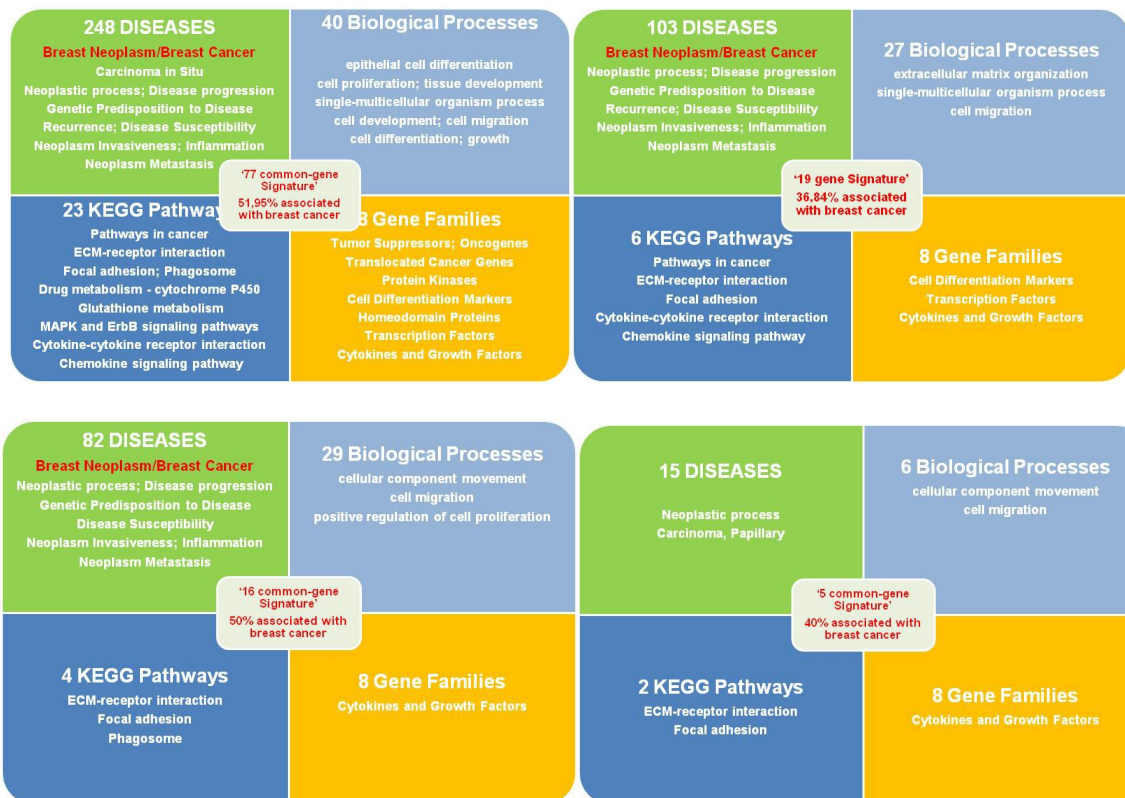 248 DISEASES
Breast Neoplasm/Breast Cancer
Carcinoma in Situ
Neoplastic process; Disease progression
Genetic Predisposition to Disease
Recurrence; Disease Susceptibility
Neoplasm Invasiveness; Inflammation
Neoplasm Metastasis
40 Biological Processes
epithelial cell differentiation
cell proliferation; tissue development
single-multicellular organism process
cell development; cell migration
cell differentiation; growth
'77 common-gene
Signature'
51,95% associated
with breast cancer
23 KEGG Pathway
Pathways in cancer
ECM-receptor interaction
Focal adhesion; Phagosome
Drug metabolism - cytochrome P450
Glutathione metabolism
MAPK and ErbB signaling pathways
Cytokine-cytokine receptor interaction
Chemokine signaling pathway
8 Gene Families
Tumor Suppressors; Oncogenes
Translocated Cancer Genes
Protein Kinases
Cell Differentiation Markers
Homeodomain Proteins
Transcription Factors
Cytokines and Growth Factors
103 DISEASES
Breast Neoplasm/Breast Cancer
Neoplastic process; Disease progression
Genetic Predisposition to Disease
Recurrence; Disease Susceptibility
Neoplasm Invasiveness; Inflammation
Neoplasm Metastasis
27 Biological Processes
extracellular matrix organization
single-multicellular organism process
cell migration
'19 gene Signature'
36,84% associated
with breast cancer
6 KEGG Pathways
Pathways in cancer
ECM-receptor interaction
Focal adhesion
Cytokine-cytokine receptor interaction
Chemokine signaling pathway
8 Gene Families
Cell Differentiation Markers
Transcription Factors
Cytokines and Growth Factors
82 DISEASES
Breast Neoplasm/Breast Cancer
Neoplastic process; Disease progression
Genetic Predisposition to Disease
Disease Susceptibility
Neoplasm Invasiveness; Inflammation
Neoplasm Metastasis
29 Biological Processes
cellular component movement
cell migration
positive regulation of cell proliferation
'16 common-gene
Signature'
50% associated with
breast cancer
4 KEGG Pathways
ECM-receptor interaction
Focal adhesion
Phagosome
8 Gene Families
Cytokines and Growth Factors
15 DISEASES
Neoplastic process
Carcinoma, Papillary
6 Biological Processes
cellular component movement
cell migration
'5 common-gene
Signature'
40% associated with
breast cancer
2 KEGG Pathways
ECM-receptor interaction
Focal adhesion
8 Gene Families
Cytokines and Growth Factors